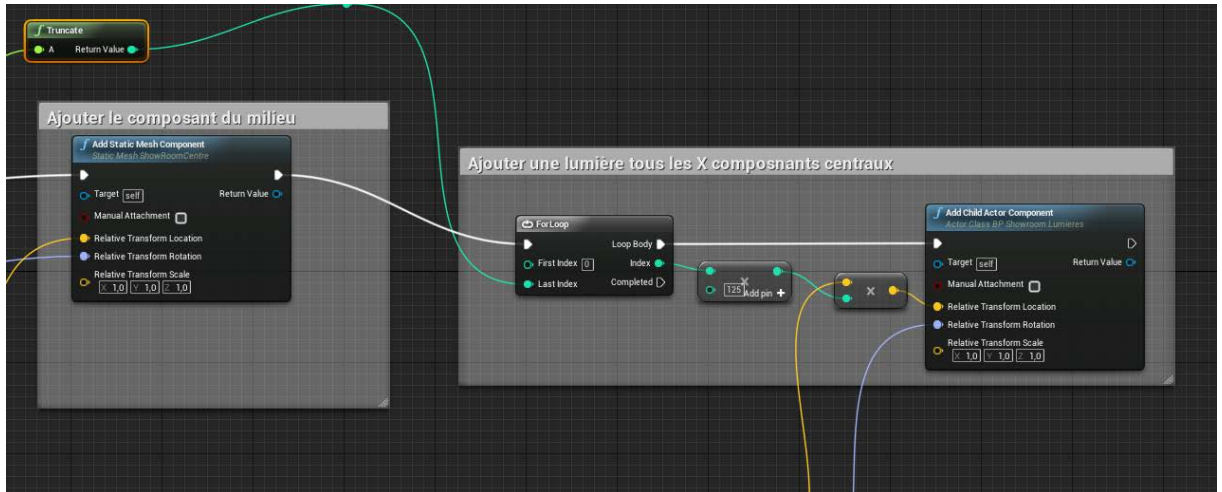 Truncate
A Return Value
Ajouter le composant du milieu
Add Static Mesh Component
Static Mesh ShowRoomCentre
Target self Return Value
Manual Attachment
Relative Transform Location
Relative Transform Rotation
Relative Transform Scale
X 1,0 Y 1,0 Z 1,0
Ajouter une lumière tous les X composnants centraux
ForLoop
Loop Body
First Index 0 Index
Last Index Completed
X
125 Add pin +
X
Add Child Actor Component
Actor Class BP Showroom Lumieres
Target self Return Value
Manual Attachment
Relative Transform Location
Relative Transform Rotation
Relative Transform Scale
X 1,0 Y 1,0 Z 1,0